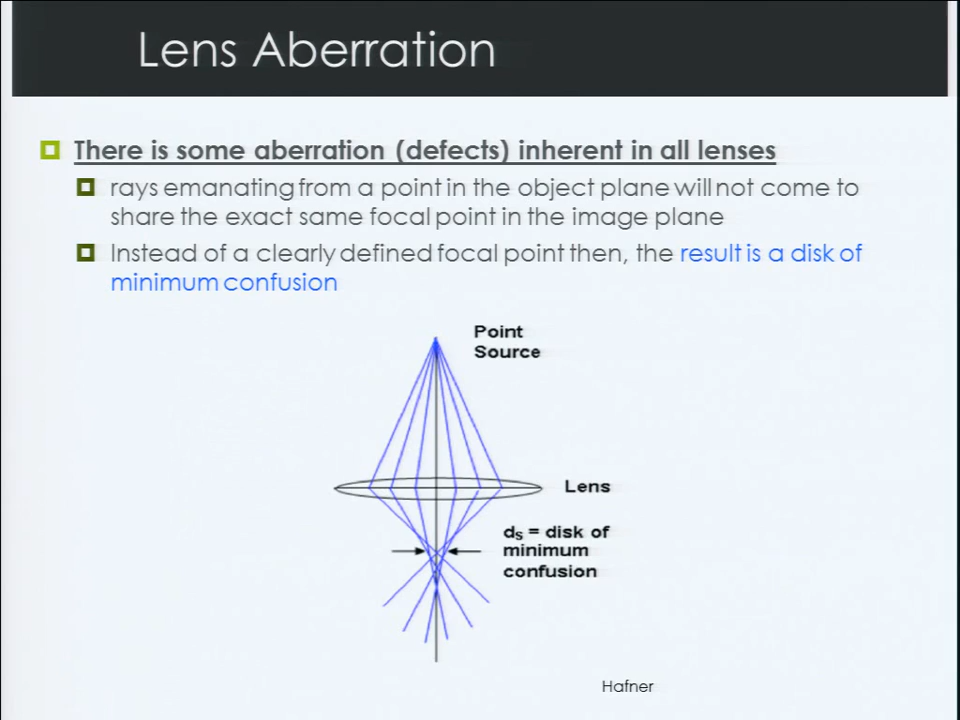 Lens Aberration
There is some aberration (defects) inherent in all lenses
rays emanating from a point in the object plane will not come to
share the exact same focal point in the image plane
Instead of a clearly defined focal point then, the result is a disk of
minimum confusion
Point
Source
Lens
ds = disk of
minimum
confusion
Hafner